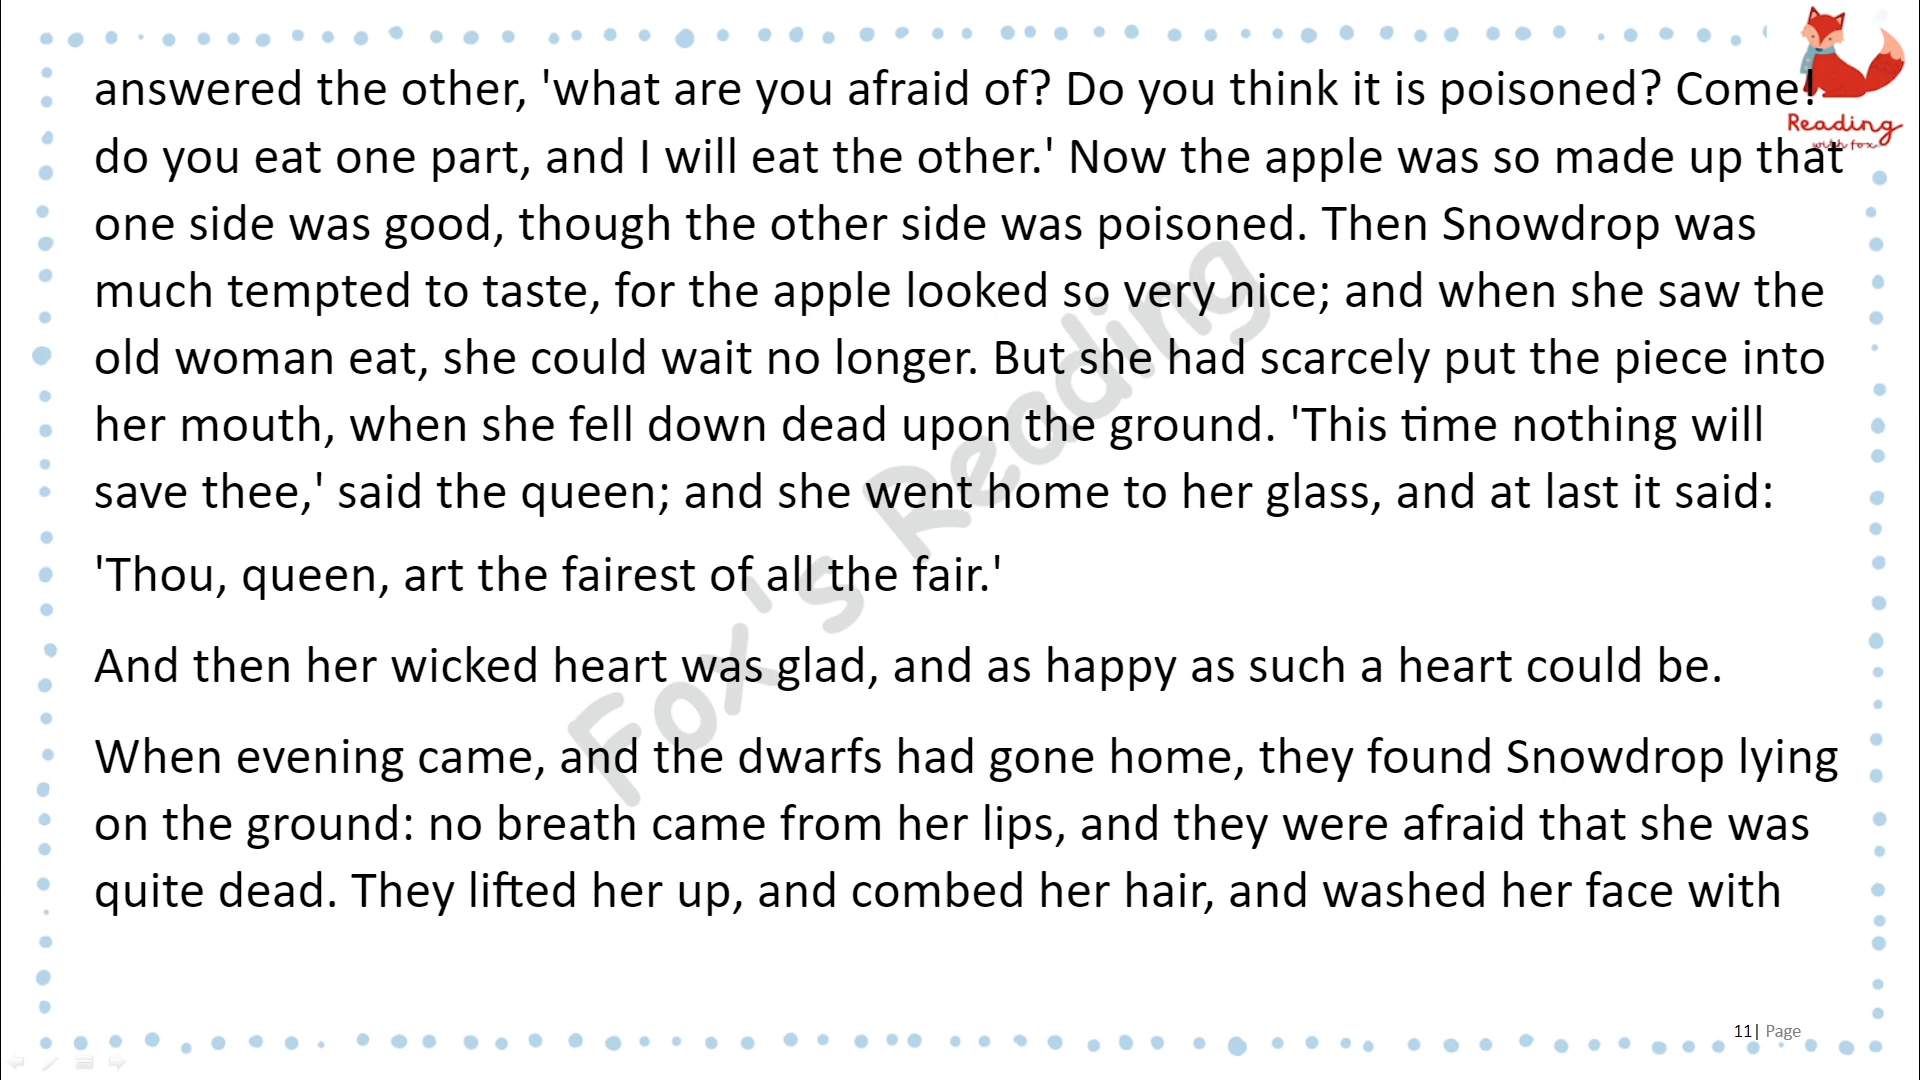 answered the other, 'what are you afraid of? Do you think it is poisoned? Come!
do you eat one part, and I will eat the other.' Now the apple was so made up that
one side was good, though the other side was poisoned. Then Snowdrop was
much tempted to taste, for the apple looked so very nice; and when she saw the
old woman eat, she could wait no longer. But she had scarcely put the piece into
her mouth, when she fell down dead upon the ground. 'This time nothing will
save thee,' said the queen; and she went home to her glass, and at last it said:
'Thou, queen, art the fairest of all the fair.'
And then her wicked heart was glad, and as happy as such a heart could be.
When evening came, and the dwarfs had gone home, they found Snowdrop lying
on the ground: no breath came from her lips, and they were afraid that she was
quite dead. They lifted her up, and combed her hair, and washed her face with
Reading
with fox
Fox's Reading
11| Page